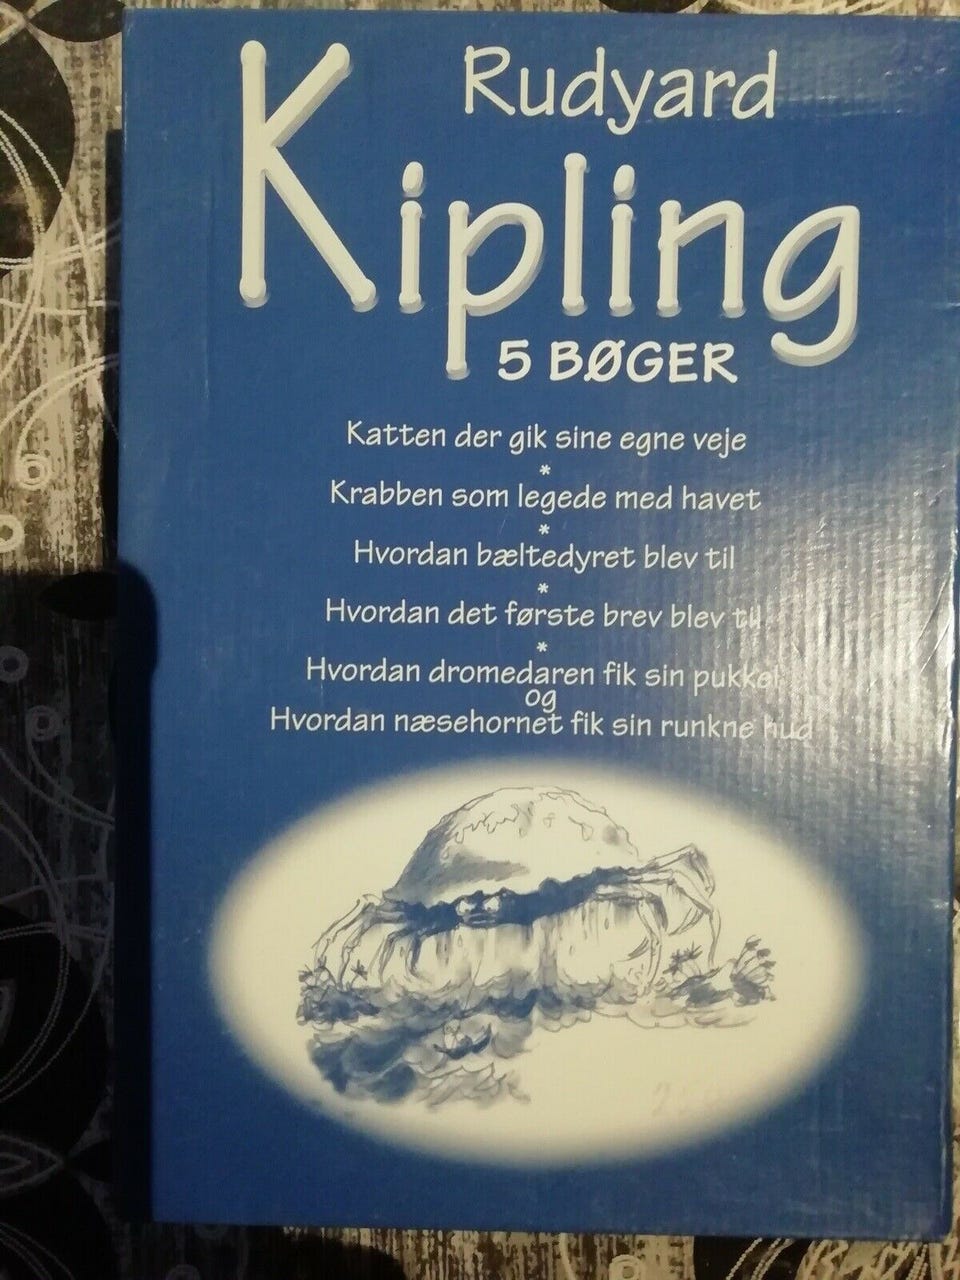 Rudyard
Kipling
5 BØGER
Katten der gik sine egne veje
*
Krabben som legede med havet
*
Hvordan bæltedyret blev til
*
Hvordan det første brev blev til
*
Hvordan dromedaren fik sin pukkel
og
Hvordan næsehornet fik sin runkne hud